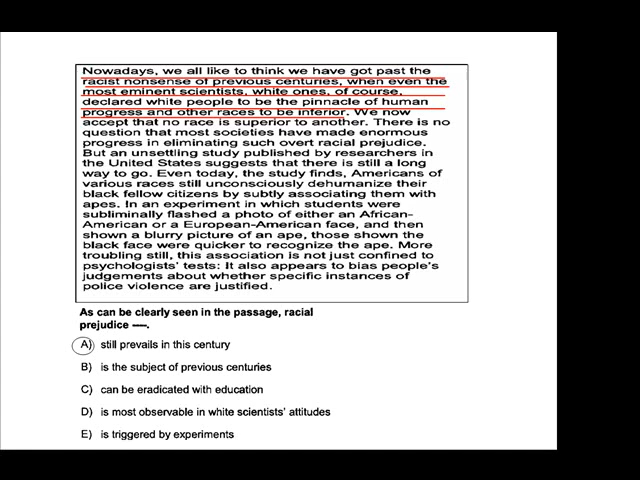 Nowadays, we all like to think we have got past the
racist nonsense of previous centuries, when even the
most eminent scientists, white ones, of course,
declared white people to be the pinnacle of human
progress and other races to be inferior. We now
accept that no race is superior to another. There is no
question that most societies have made enormous
progress in eliminating such overt racial prejudice.
But an unsettling study published by researchers in
the United States suggests that there is still a long
way to go. Even today, the study finds, Americans of
various races still unconsciously dehumanize their
black fellow citizens by subtly associating them with
apes. In an experiment in which students were
subliminally flashed a photo of either an African-
American or a European-American face, and then
shown a blurry picture of an ape, those shown the
black face were quicker to recognize the ape. More
troubling still, this association is not just confined to
psychologists' tests: It also appears to bias people's
judgements about whether specific instances of
police violence are justified.
As can be clearly seen in the passage, racial
prejudice ----.
A) still prevails in this century
B) is the subject of previous centuries
C) can be eradicated with education
D) is most observable in white scientists' attitudes
E) is triggered by experiments